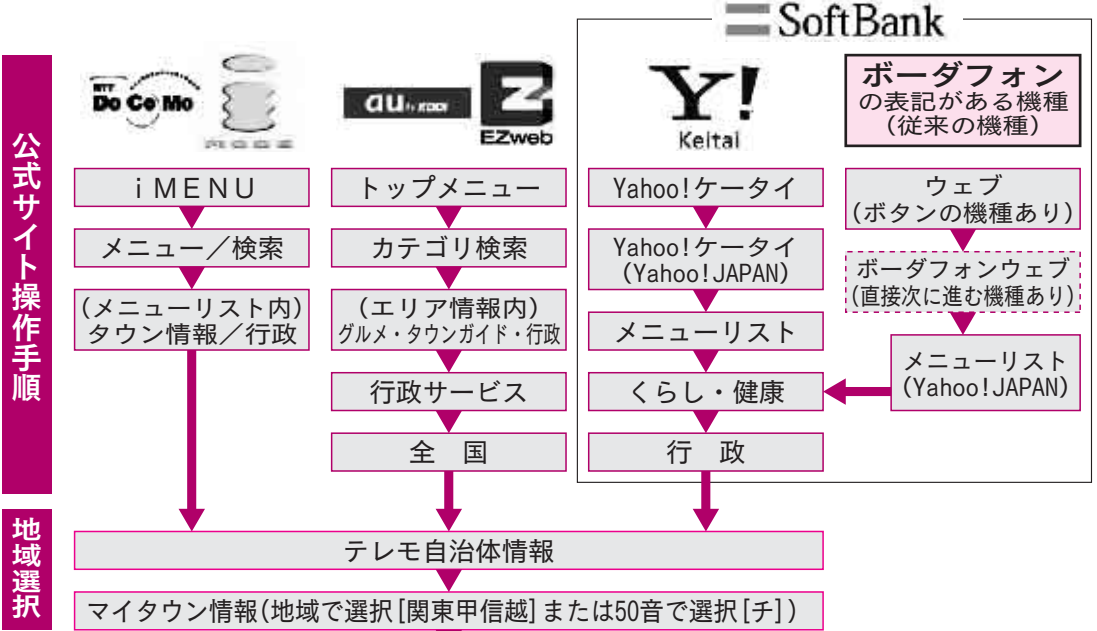 SoftBank
NTT
DoCoMo
au by KDDI
EZweb
Y!
Keitai
ボーダフォン
の表記がある機種
(従来の機種)
公式サイト操作手順
iMENU
メニュー／検索
(メニューリスト内)
タウン情報／行政
トップメニュー
カテゴリ検索
(エリア情報内)
グルメ・タウンガイド・行政
行政サービス
全　国
Yahoo!ケータイ
Yahoo!ケータイ
(Yahoo!JAPAN)
メニューリスト
くらし・健康
行　政
ウェブ
(ボタンの機種あり)
ボーダフォンウェブ
(直接次に進む機種あり)
メニューリスト
(Yahoo!JAPAN)
地域選択
テレモ自治体情報
マイタウン情報(地域で選択[関東甲信越]または50音で選択[チ])